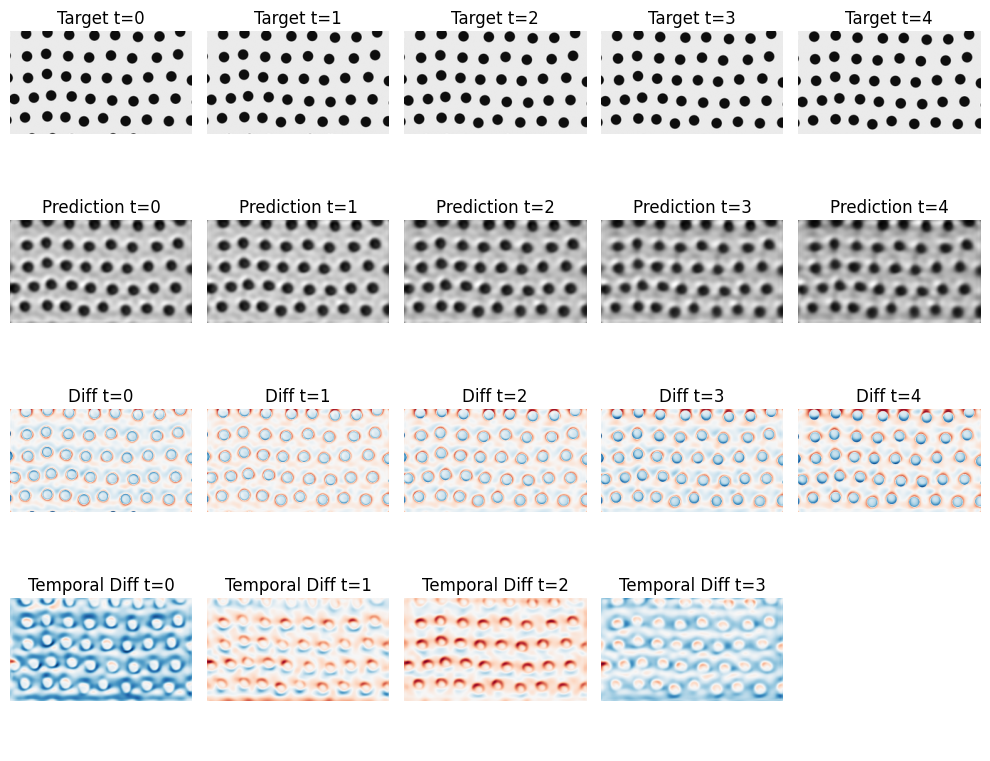 Target t=0 Target t=1 Target t=2 Target t=3 Target t=4
Prediction t=0 Prediction t=1 Prediction t=2 Prediction t=3 Prediction t=4
Diff t=0 Diff t=1 Diff t=2 Diff t=3 Diff t=4
Temporal Diff t=0 Temporal Diff t=1 Temporal Diff t=2 Temporal Diff t=3